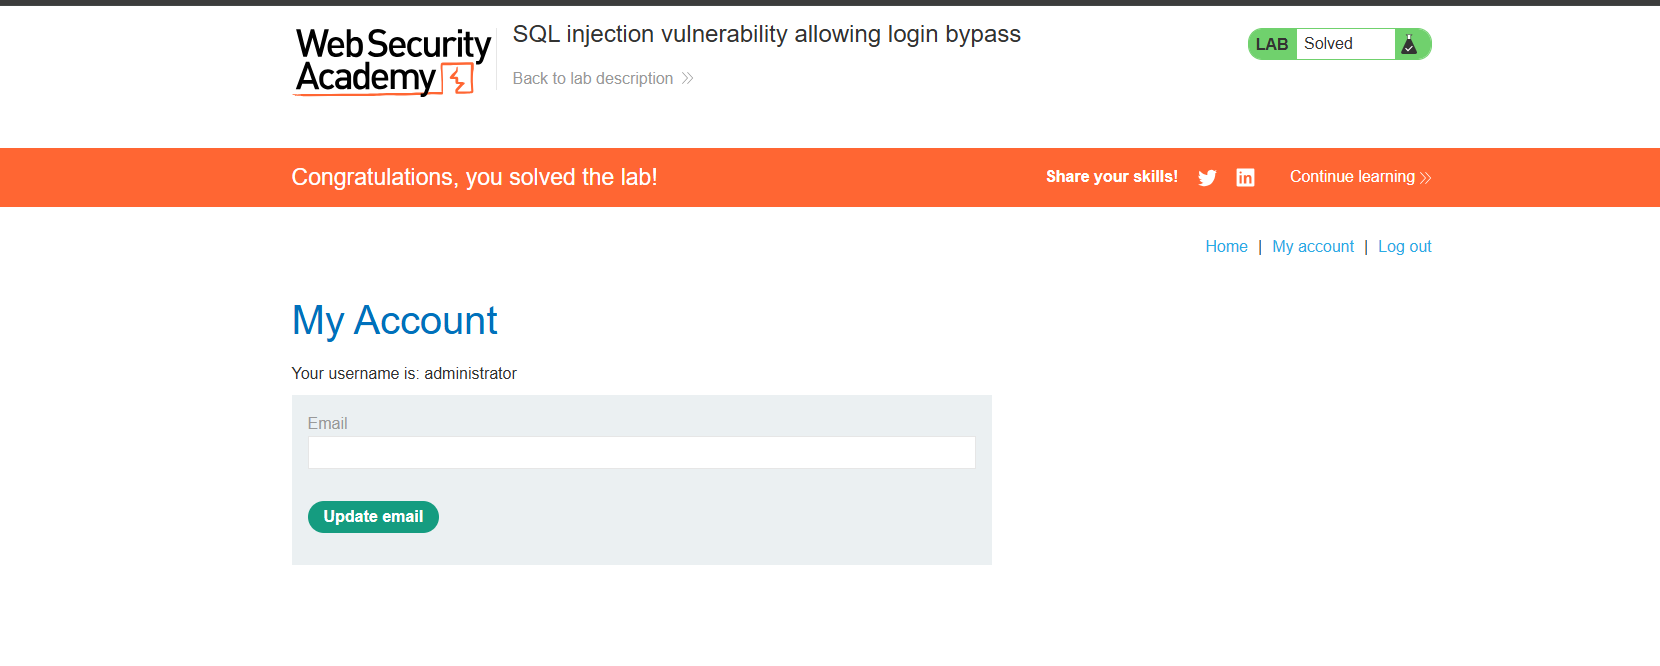 Web Security
Academy
SQL injection vulnerability allowing login bypass
Back to lab description
LAB Solved
Congratulations, you solved the lab!
Share your skills!
Continue learning
Home | My account | Log out
My Account
Your username is: administrator
Email
Update email